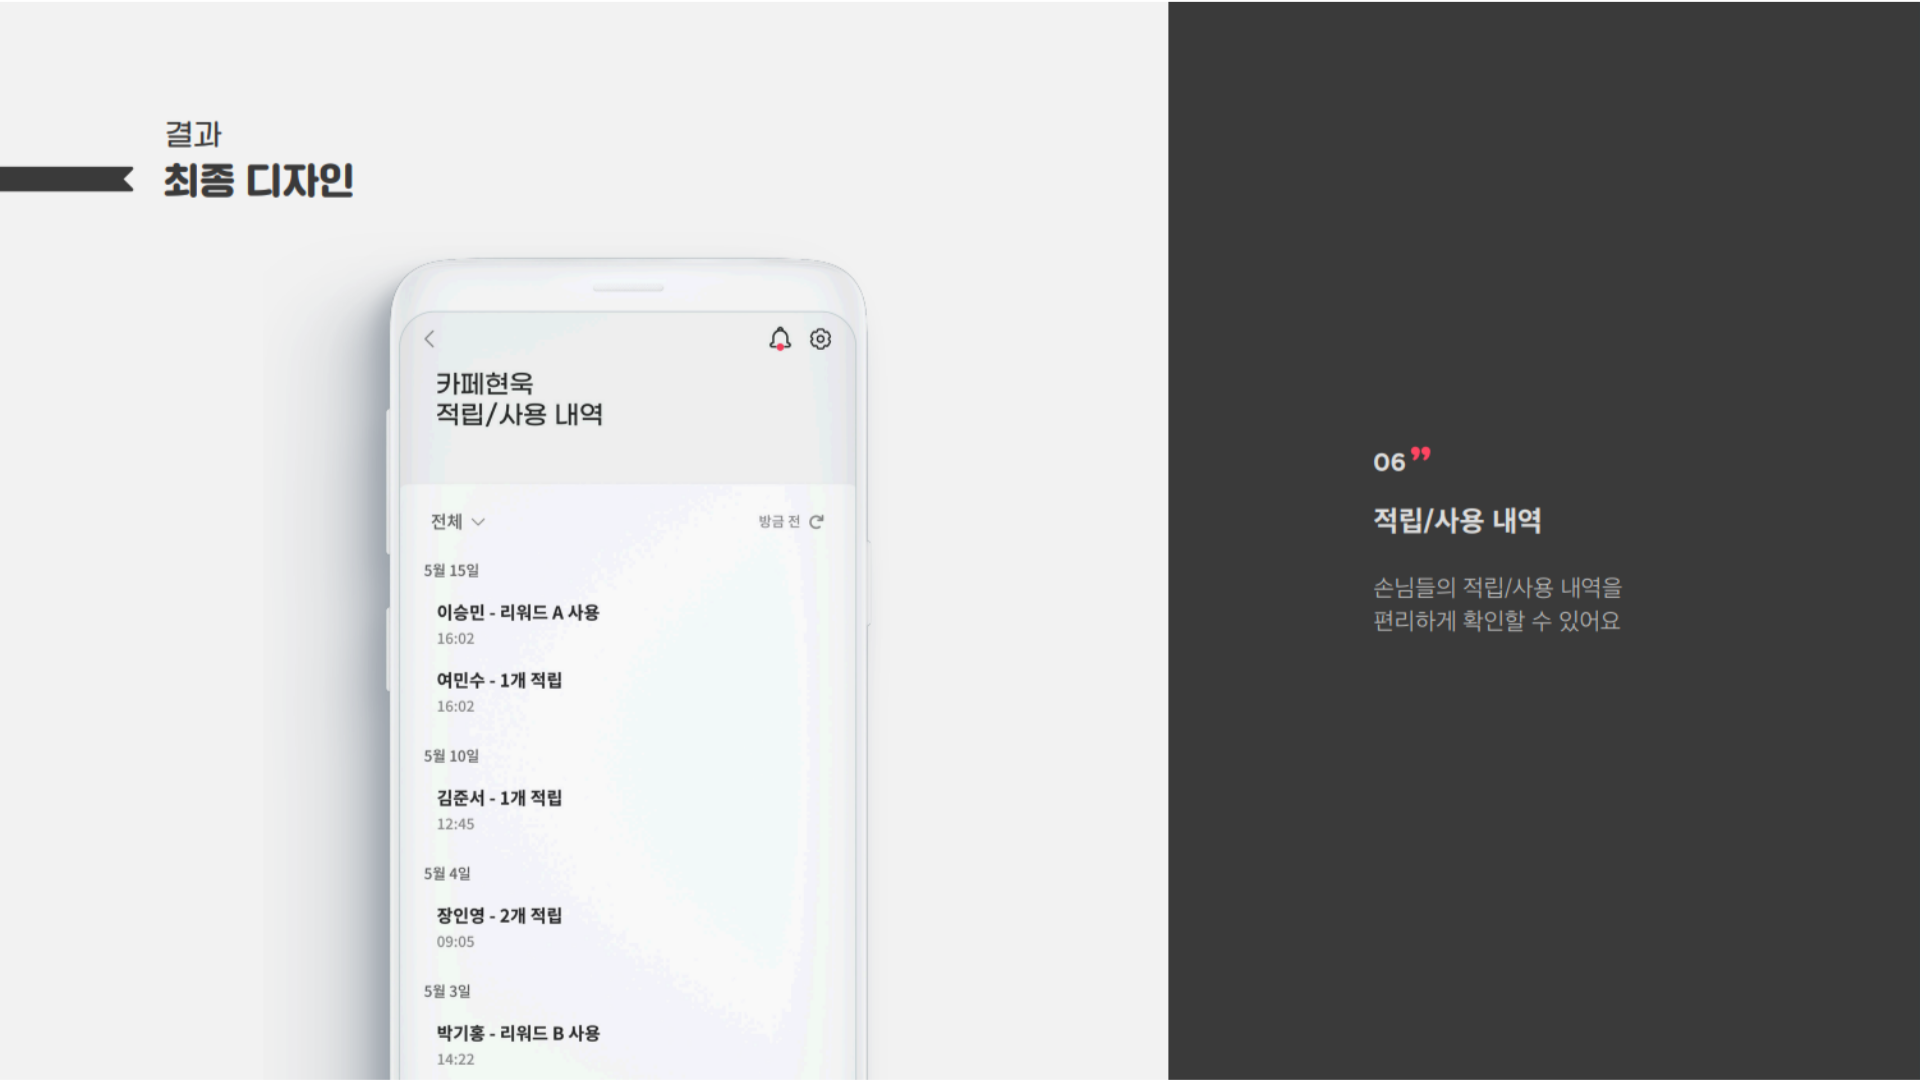 결과
최종 디자인
카페현욱
적립/사용 내역
전체
방금 전
5월 15일
이승민 - 리워드 A 사용
16:02
여민수 - 1개 적립
16:02
5월 10일
김준서 - 1개 적립
12:45
5월 4일
장인영 - 2개 적립
09:05
5월 3일
박기홍 - 리워드 B 사용
14:22
06”
적립/사용 내역
손님들의 적립/사용 내역을
편리하게 확인할 수 있어요